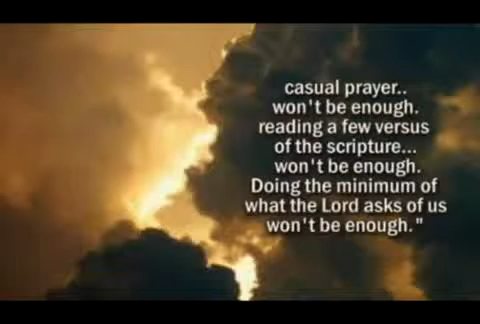 casual prayer..
won't be enough.
reading a few versus
of the scripture...
won't be enough.
Doing the minimum of
what the Lord asks of us
won't be enough."